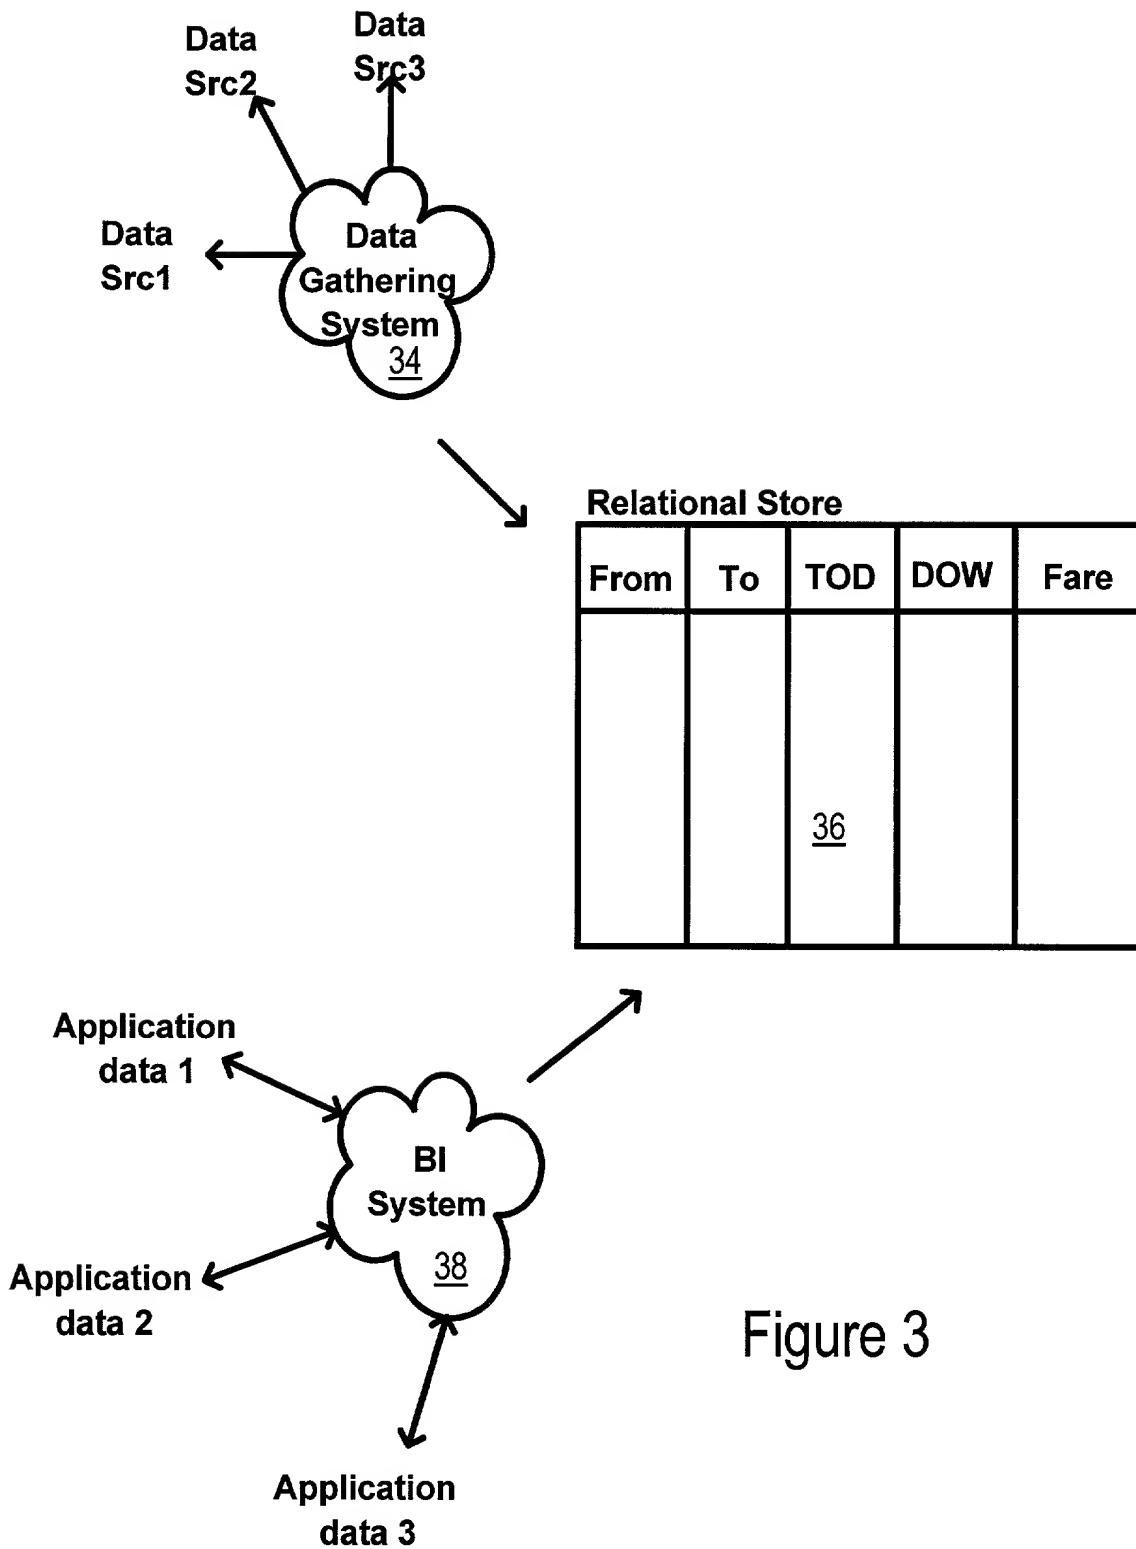 Data
Src2
Data
Src3
Data
Src1
Data
Gathering
System
34
Relational Store
From To TOD DOW Fare
36
Application
data 1
BI
System
38
Application
data 2
Application
data 3
Figure 3